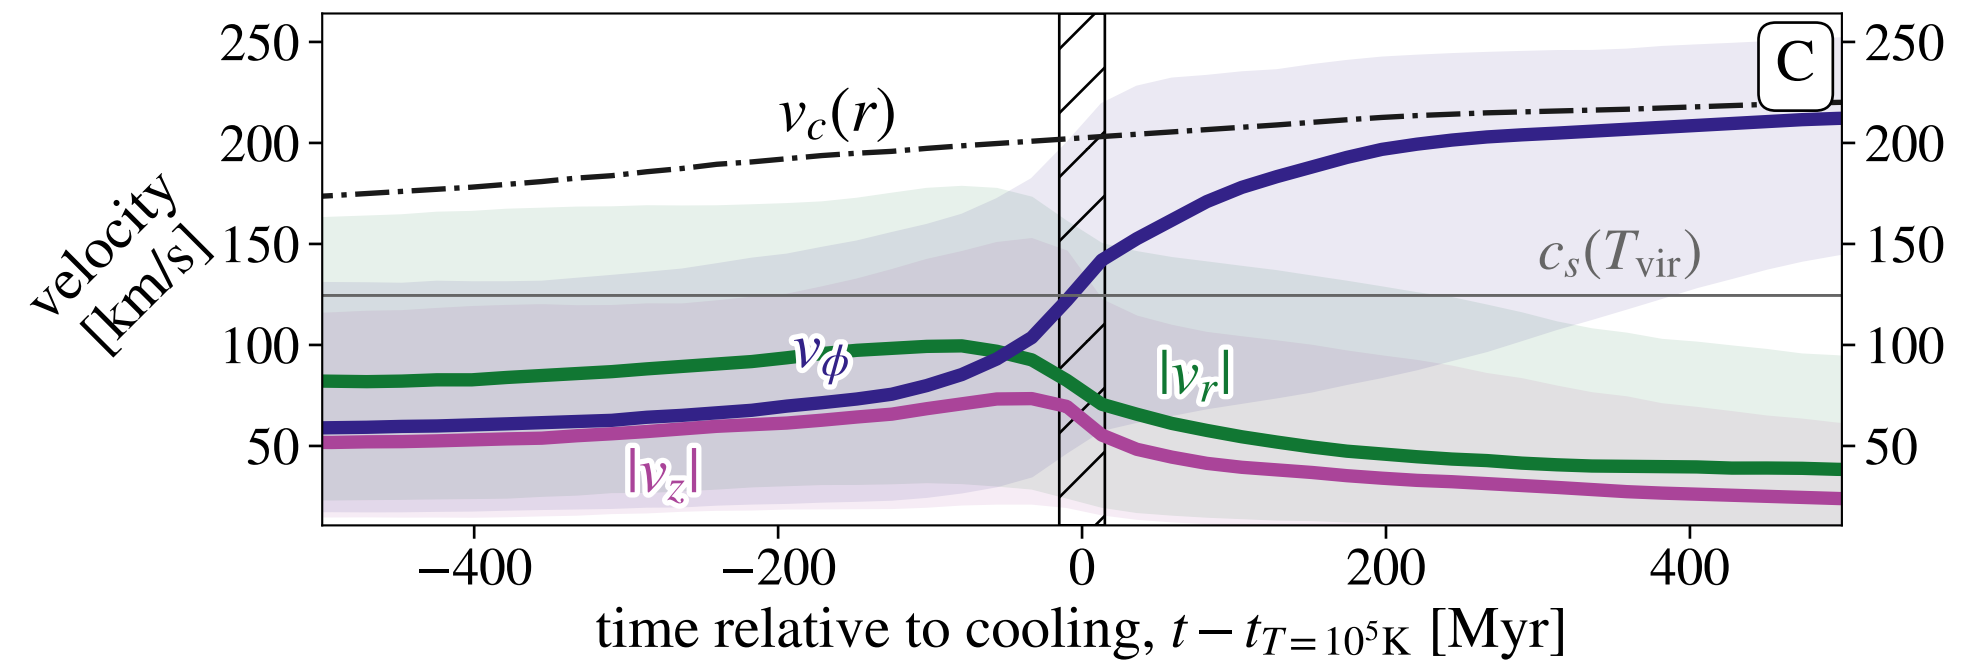 250
200
150
100
50
velocity
[km/s]
v_c(r)
C
250
200
150
100
50
c_s(T_vir)
v_ϕ
|v_r|
|v_z|
−400
−200
0
200
400
time relative to cooling, t − t_{T=10^5K} [Myr]